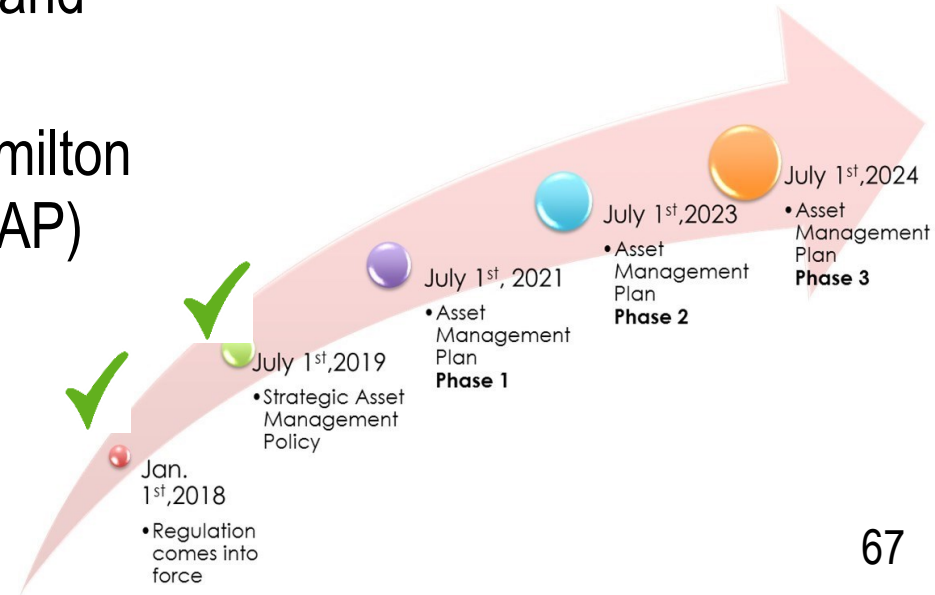 and
milton
AP)
Jan.
1st,2018
•Regulation
comes into
force
July 1st,2019
•Strategic Asset
Management
Policy
July 1st, 2021
•Asset
Management
Plan
Phase 1
July 1st,2023
•Asset
Management
Plan
Phase 2
July 1st,2024
•Asset
Management
Plan
Phase 3
67